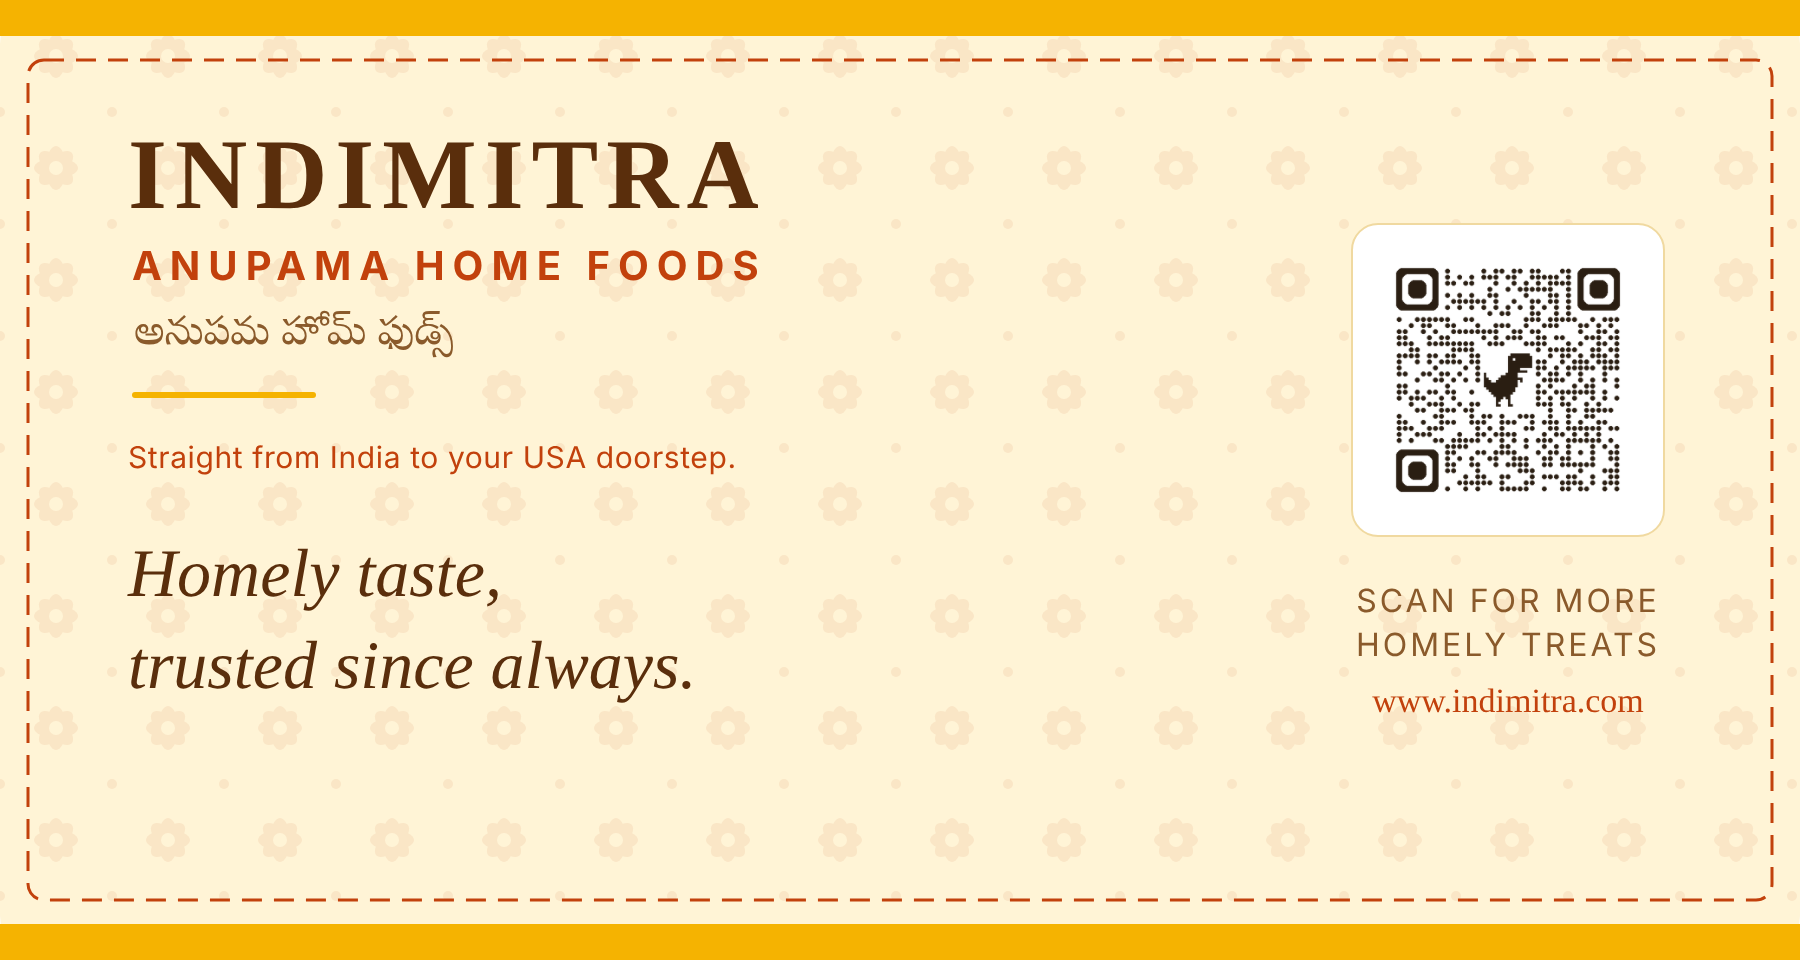 INDIMITRA
ANUPAMA HOME FOODS
అనుపమ హోమ్ ఫుడ్స్
Straight from India to your USA doorstep.
Homely taste,
trusted since always.
SCAN FOR MORE
HOMELY TREATS
www.indimitra.com